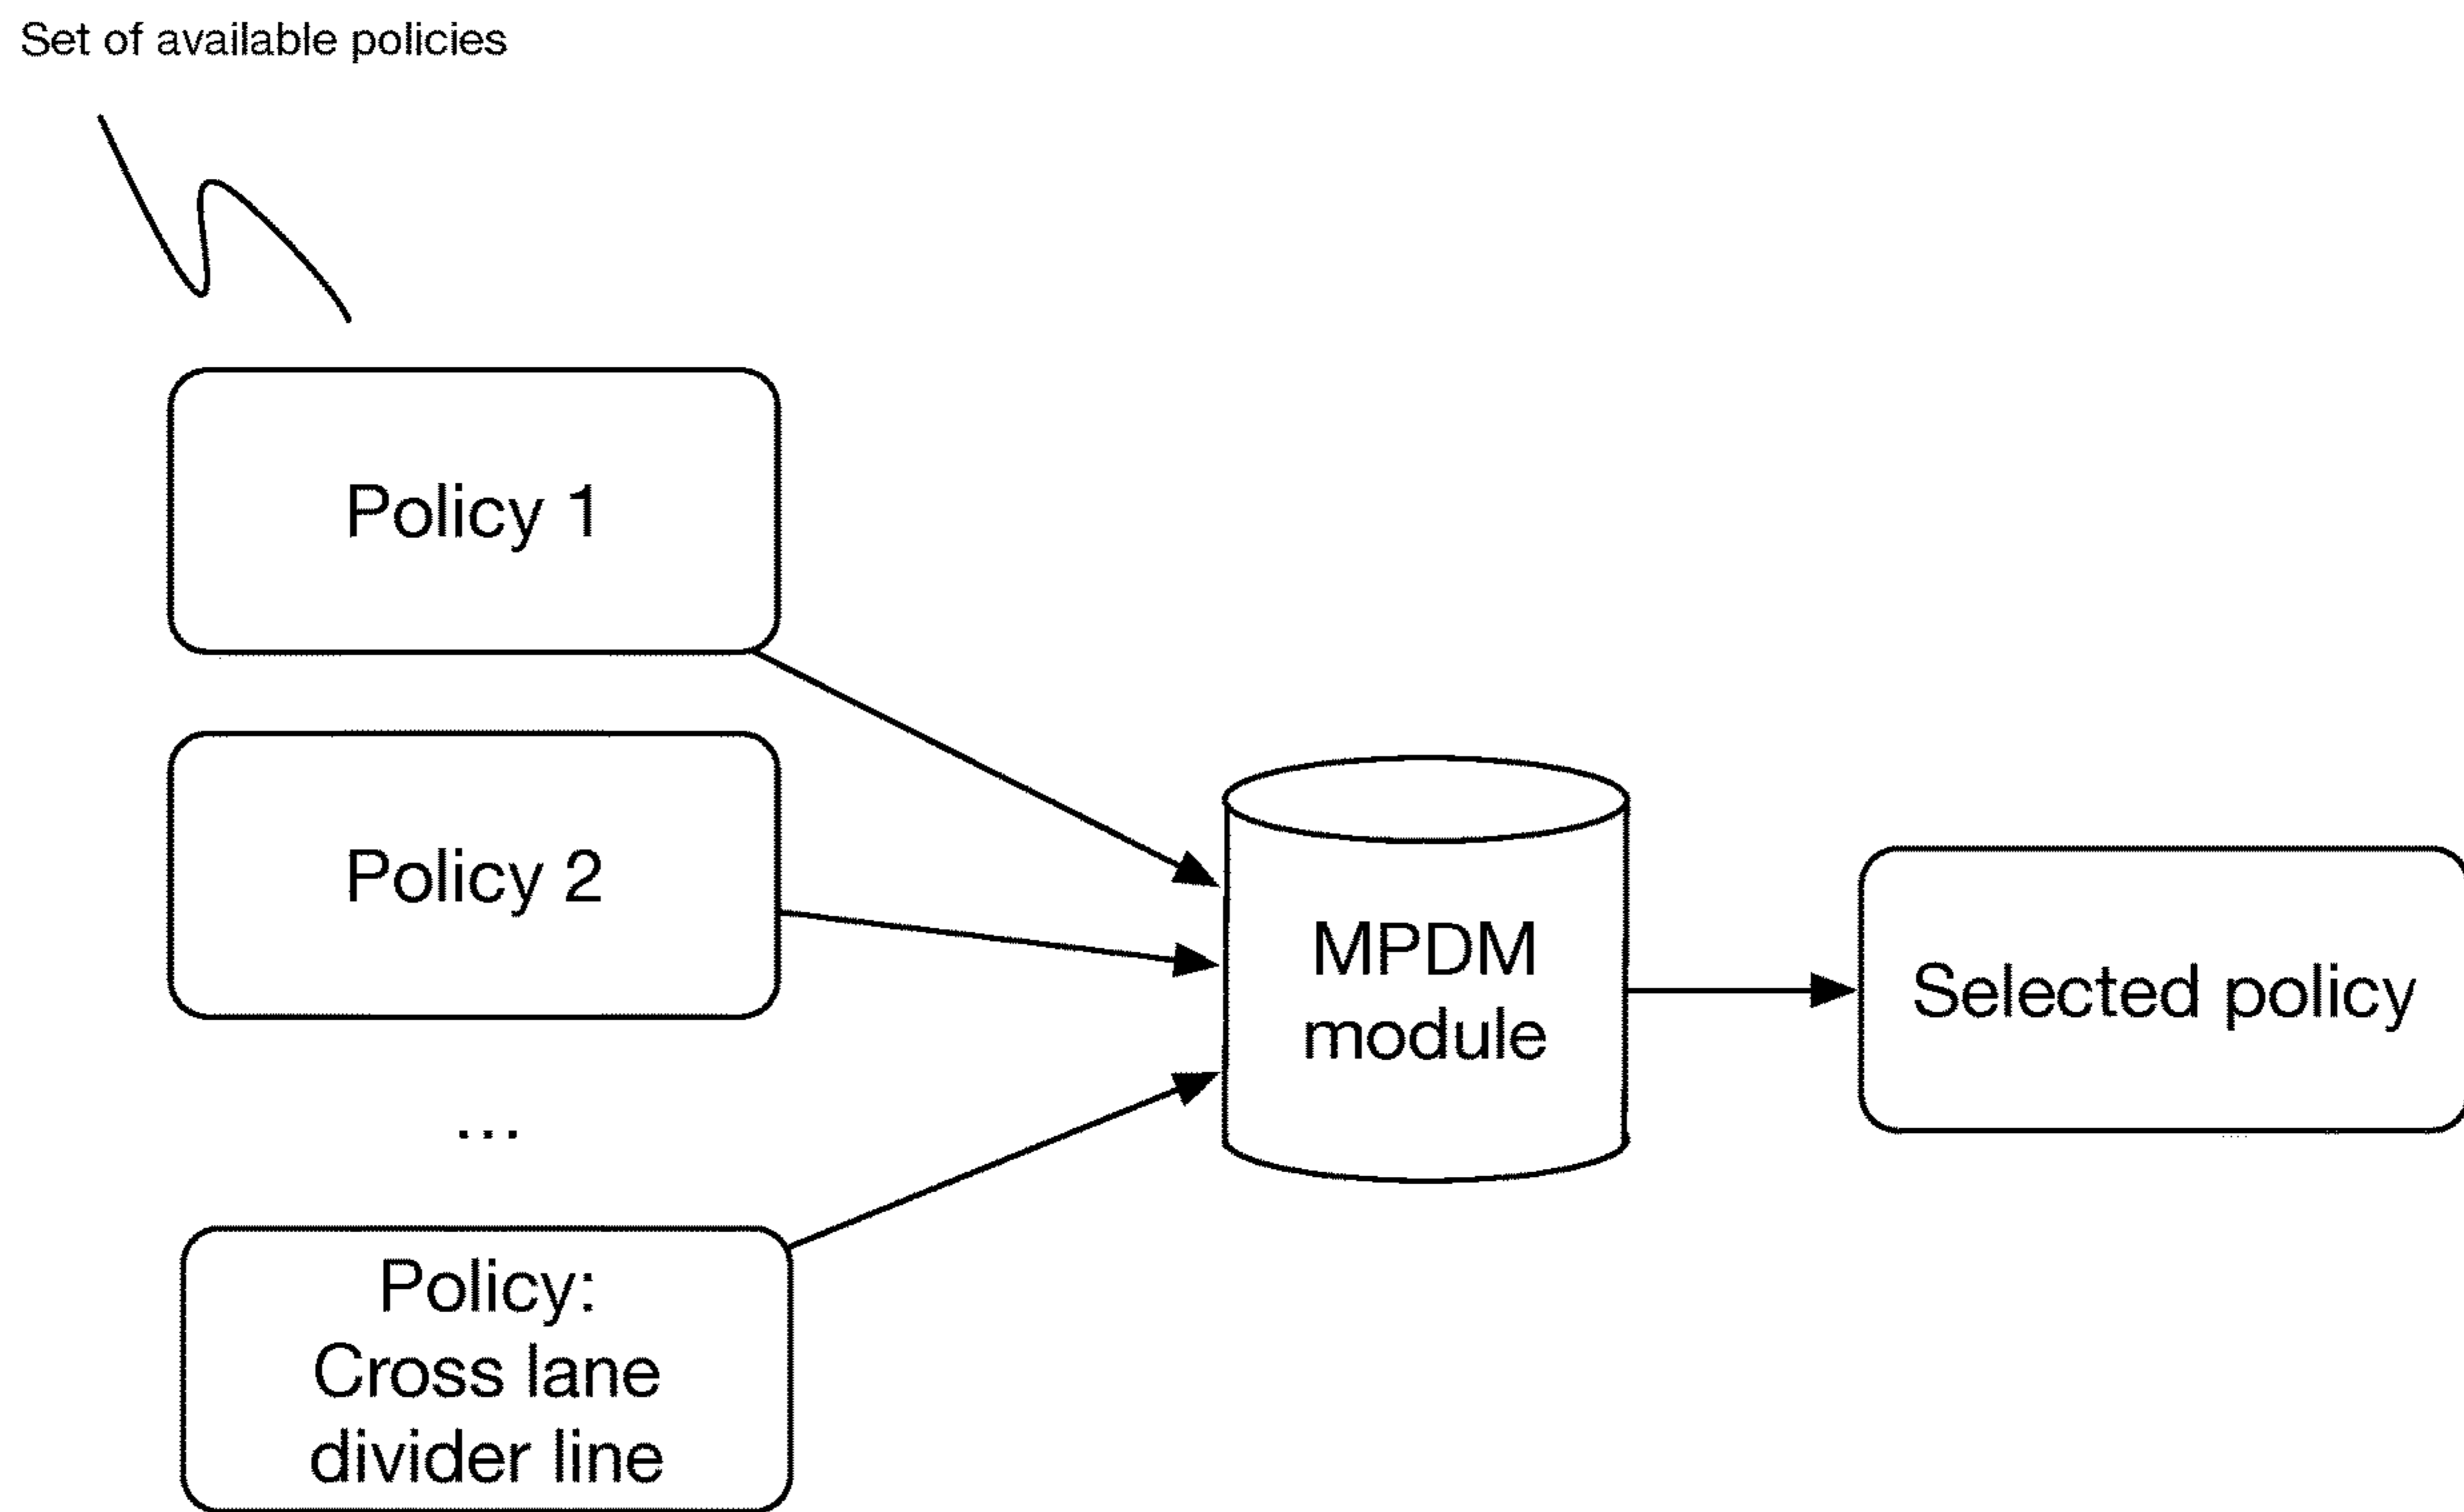 Set of available policies
Policy 1
Policy 2
...
Policy:
Cross lane
divider line
MPDM
module
Selected policy